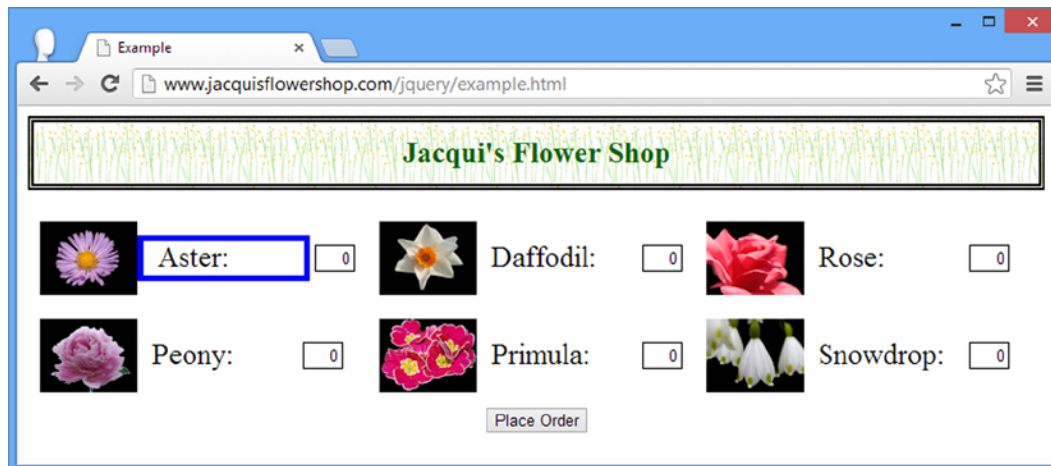 Example
www.jacquisflowershop.com/jquery/example.html
Jacqui's Flower Shop
Aster: 0 Daffodil: 0 Rose: 0
Peony: 0 Primula: 0 Snowdrop: 0
Place Order